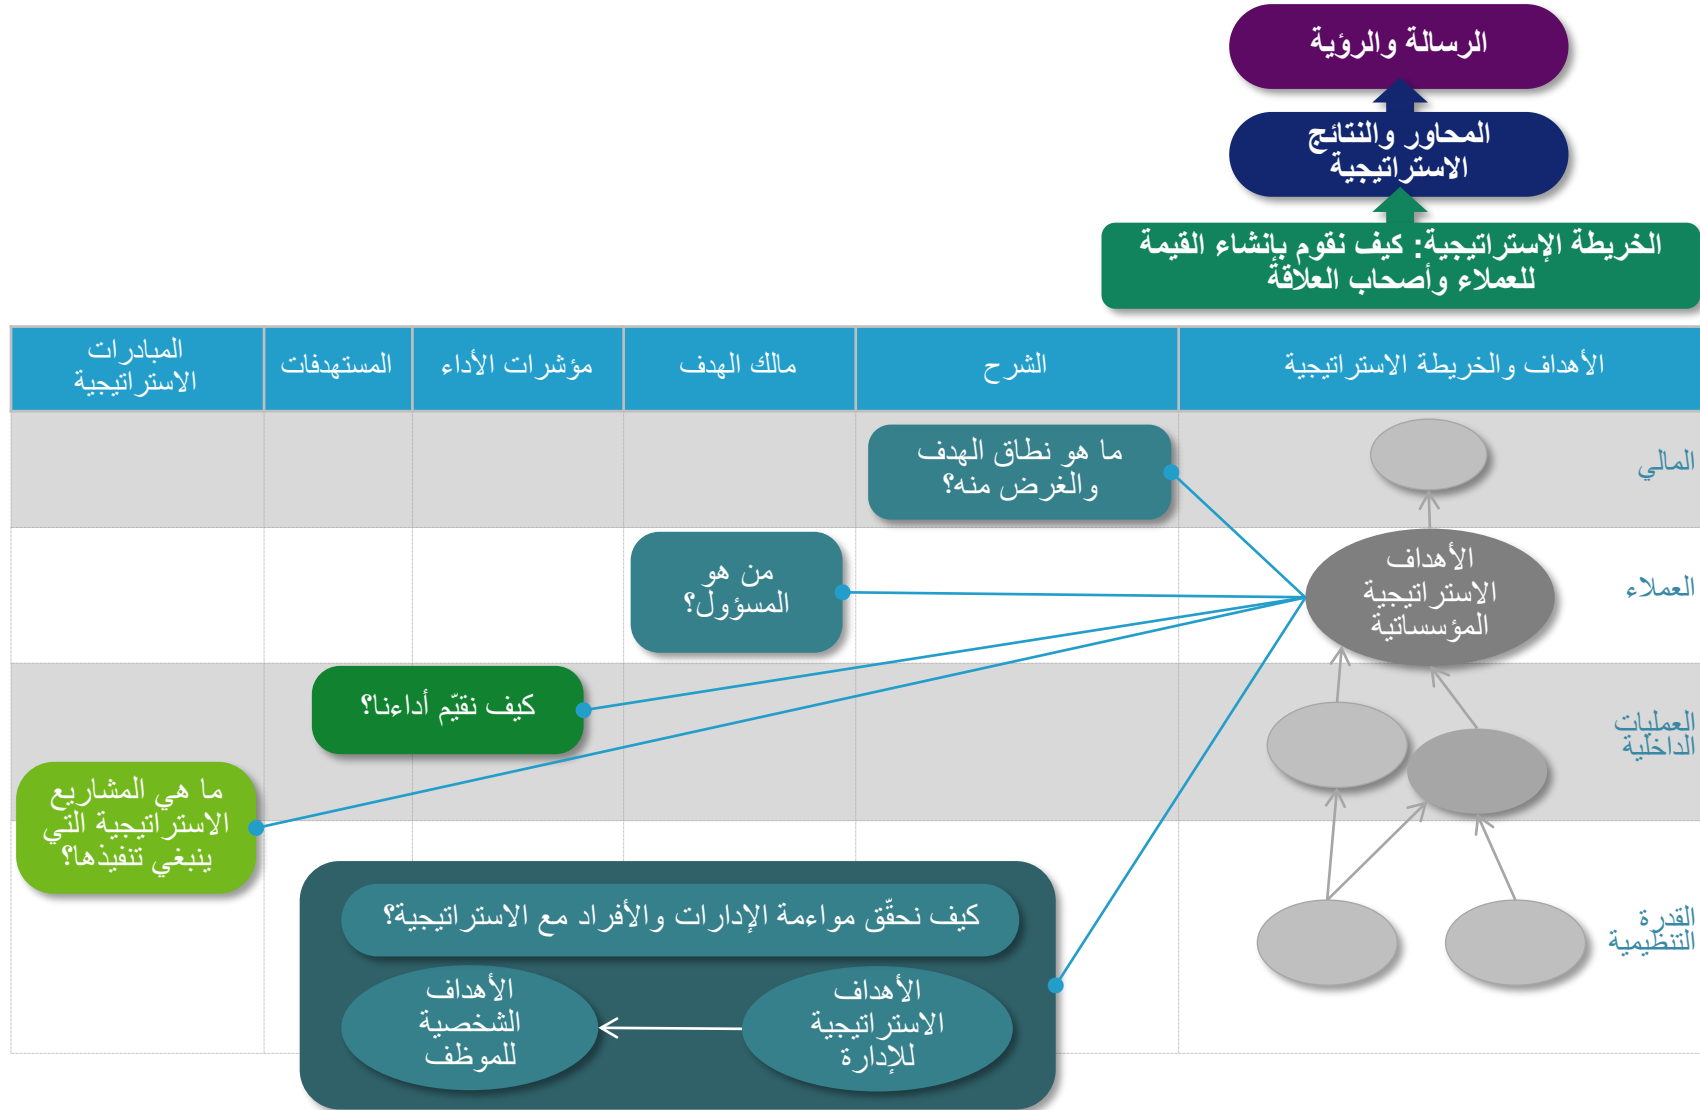 الرسالة والرؤية
المحاور والنتائج
الاستراتيجية
الخريطة الإستراتيجية: كيف نقوم بإنشاء القيمة
للعملاء وأصحاب العلاقة
الأهداف والخريطة الاستراتيجية
الشرح
مالك الهدف
مؤشرات الأداء
المستهدفات
المبادرات
الاستراتيجية
المالي
ما هو نطاق الهدف
والغرض منه؟
العملاء
الأهداف
الاستراتيجية
المؤسساتية
من هو
المسؤول؟
العمليات
الداخلية
كيف نقيّم أداءنا؟
ما هي المشاريع
الاستراتيجية التي
ينبغي تنفيذها؟
القدرة
التنظيمية
كيف نحقّق مواءمة الإدارات والأفراد مع الاستراتيجية؟
الأهداف
الاستراتيجية
للإدارة
الأهداف
الشخصية
للموظف